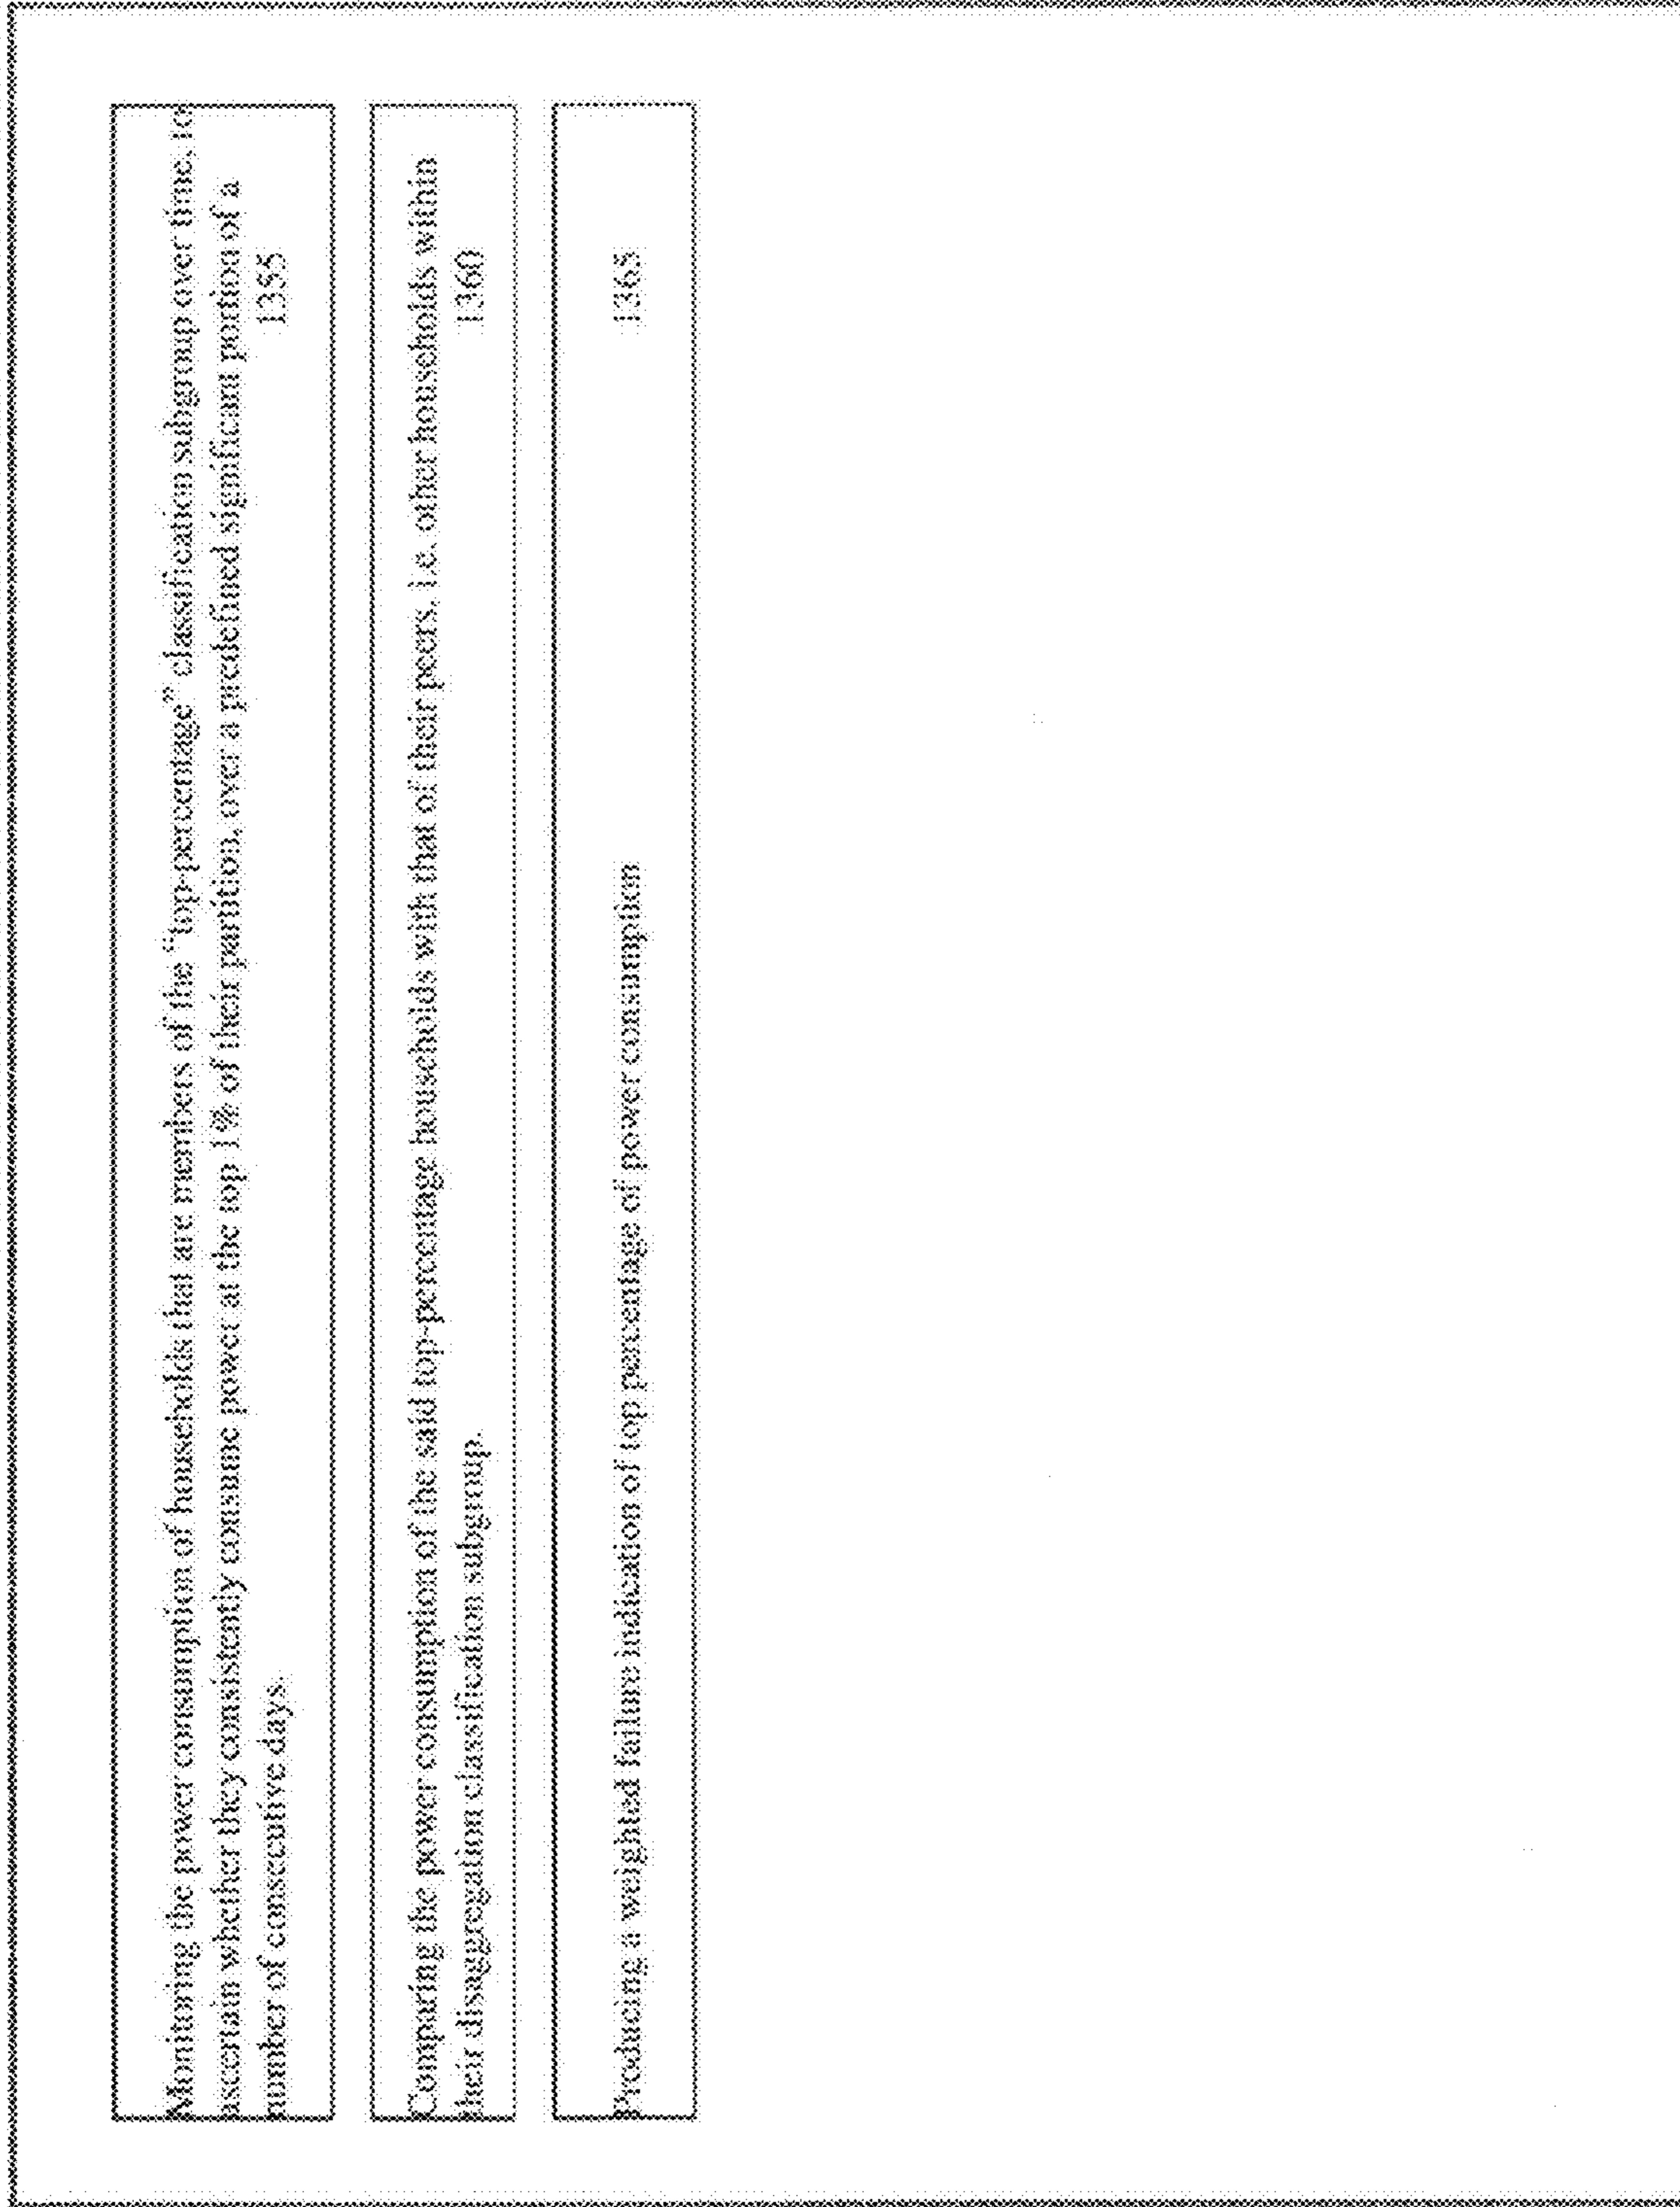 Monitoring the power consumption of households that are members of the “top-percentage” classification subgroup over time, to
ascertain whether they consistently consume power at the top 1% of their partition, over a predefined significant portion of a
number of consecutive days.
1355
Comparing the power consumption of the said top-percentage households with that of their peers, i.e. other households within
their disaggregation classification subgroup.
1360
Producing a weighted failure indication of top percentage of power consumption
1365